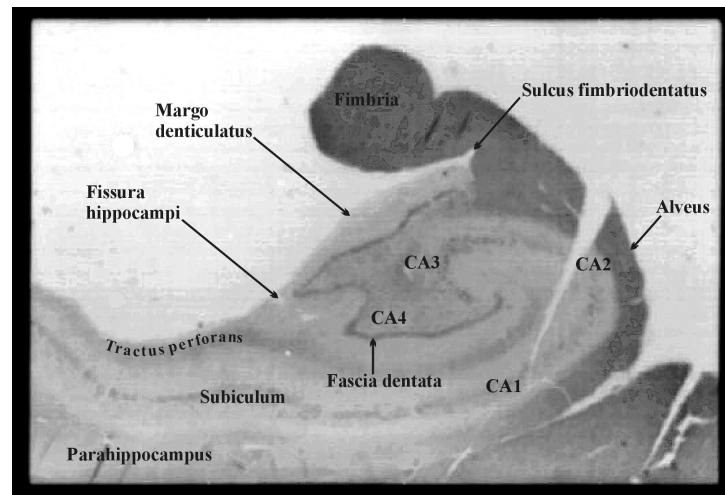 Fimbria
Sulcus fimbriodentatus
Margo
denticulatus
Fissura
hippocampi
Alveus
CA3
CA2
CA4
Tractus perforans
Fascia dentata
CA1
Subiculum
Parahippocampus